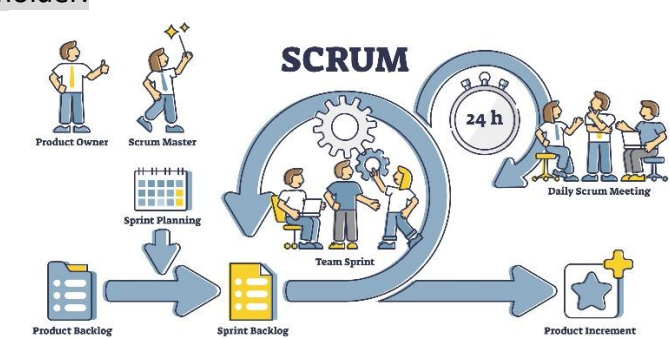 SCRUM
24 h
Product Owner
Scrum Master
Daily Scrum Meeting
Sprint Planning
Team Sprint
Product Backlog
Sprint Backlog
Product Increment